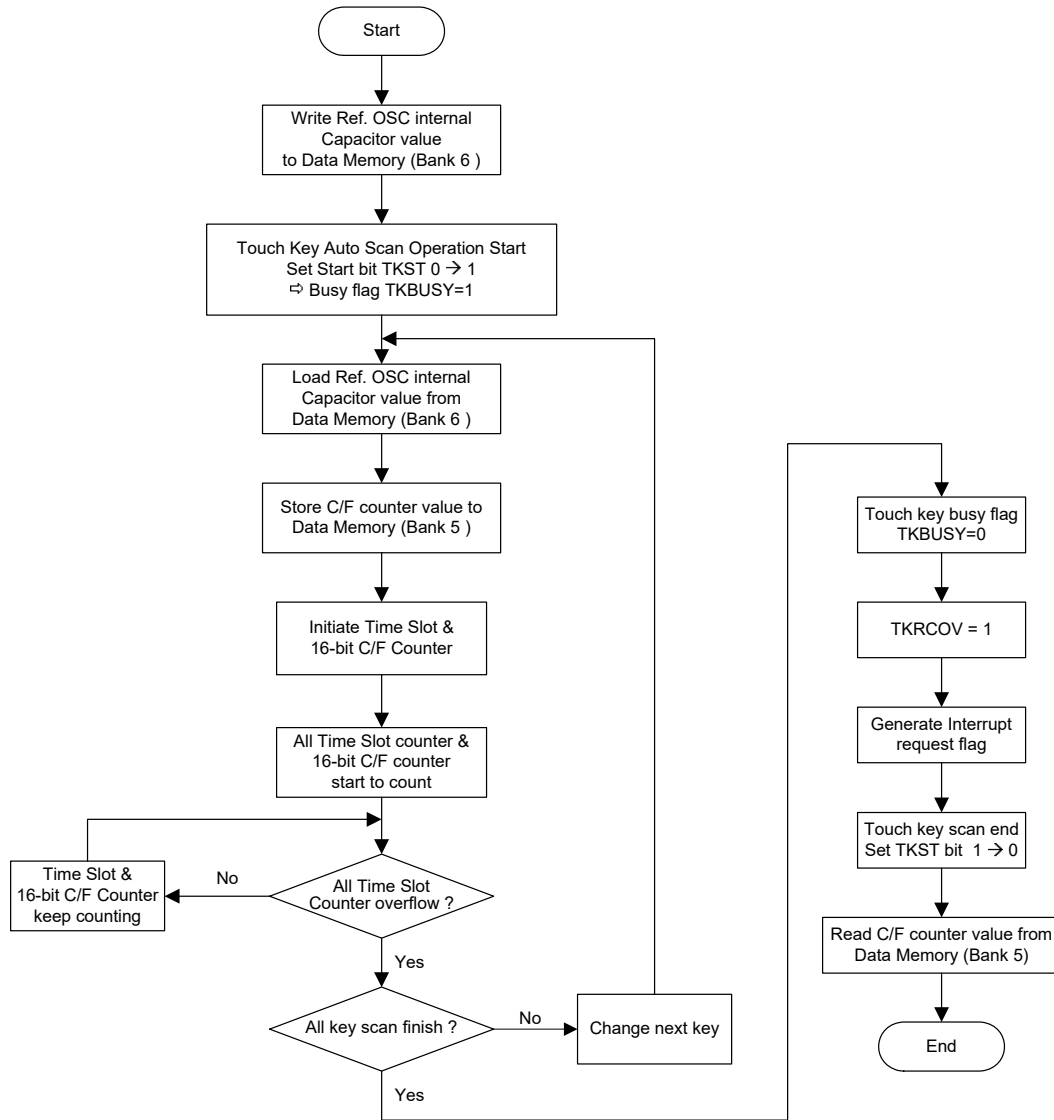 Start
Write Ref. OSC internal
Capacitor value
to Data Memory (Bank 6 )
Touch Key Auto Scan Operation Start
Set Start bit TKST 0 → 1
⇨ Busy flag TKBUSY=1
Load Ref. OSC internal
Capacitor value from
Data Memory (Bank 6 )
Store C/F counter value to
Data Memory (Bank 5 )
Initiate Time Slot &
16-bit C/F Counter
All Time Slot counter &
16-bit C/F counter
start to count
Time Slot &
16-bit C/F Counter
keep counting
No
All Time Slot
Counter overflow ?
Yes
All key scan finish ?
No
Change next key
Yes
Touch key busy flag
TKBUSY=0
TKRCOV = 1
Generate Interrupt
request flag
Touch key scan end
Set TKST bit 1 → 0
Read C/F counter value from
Data Memory (Bank 5)
End